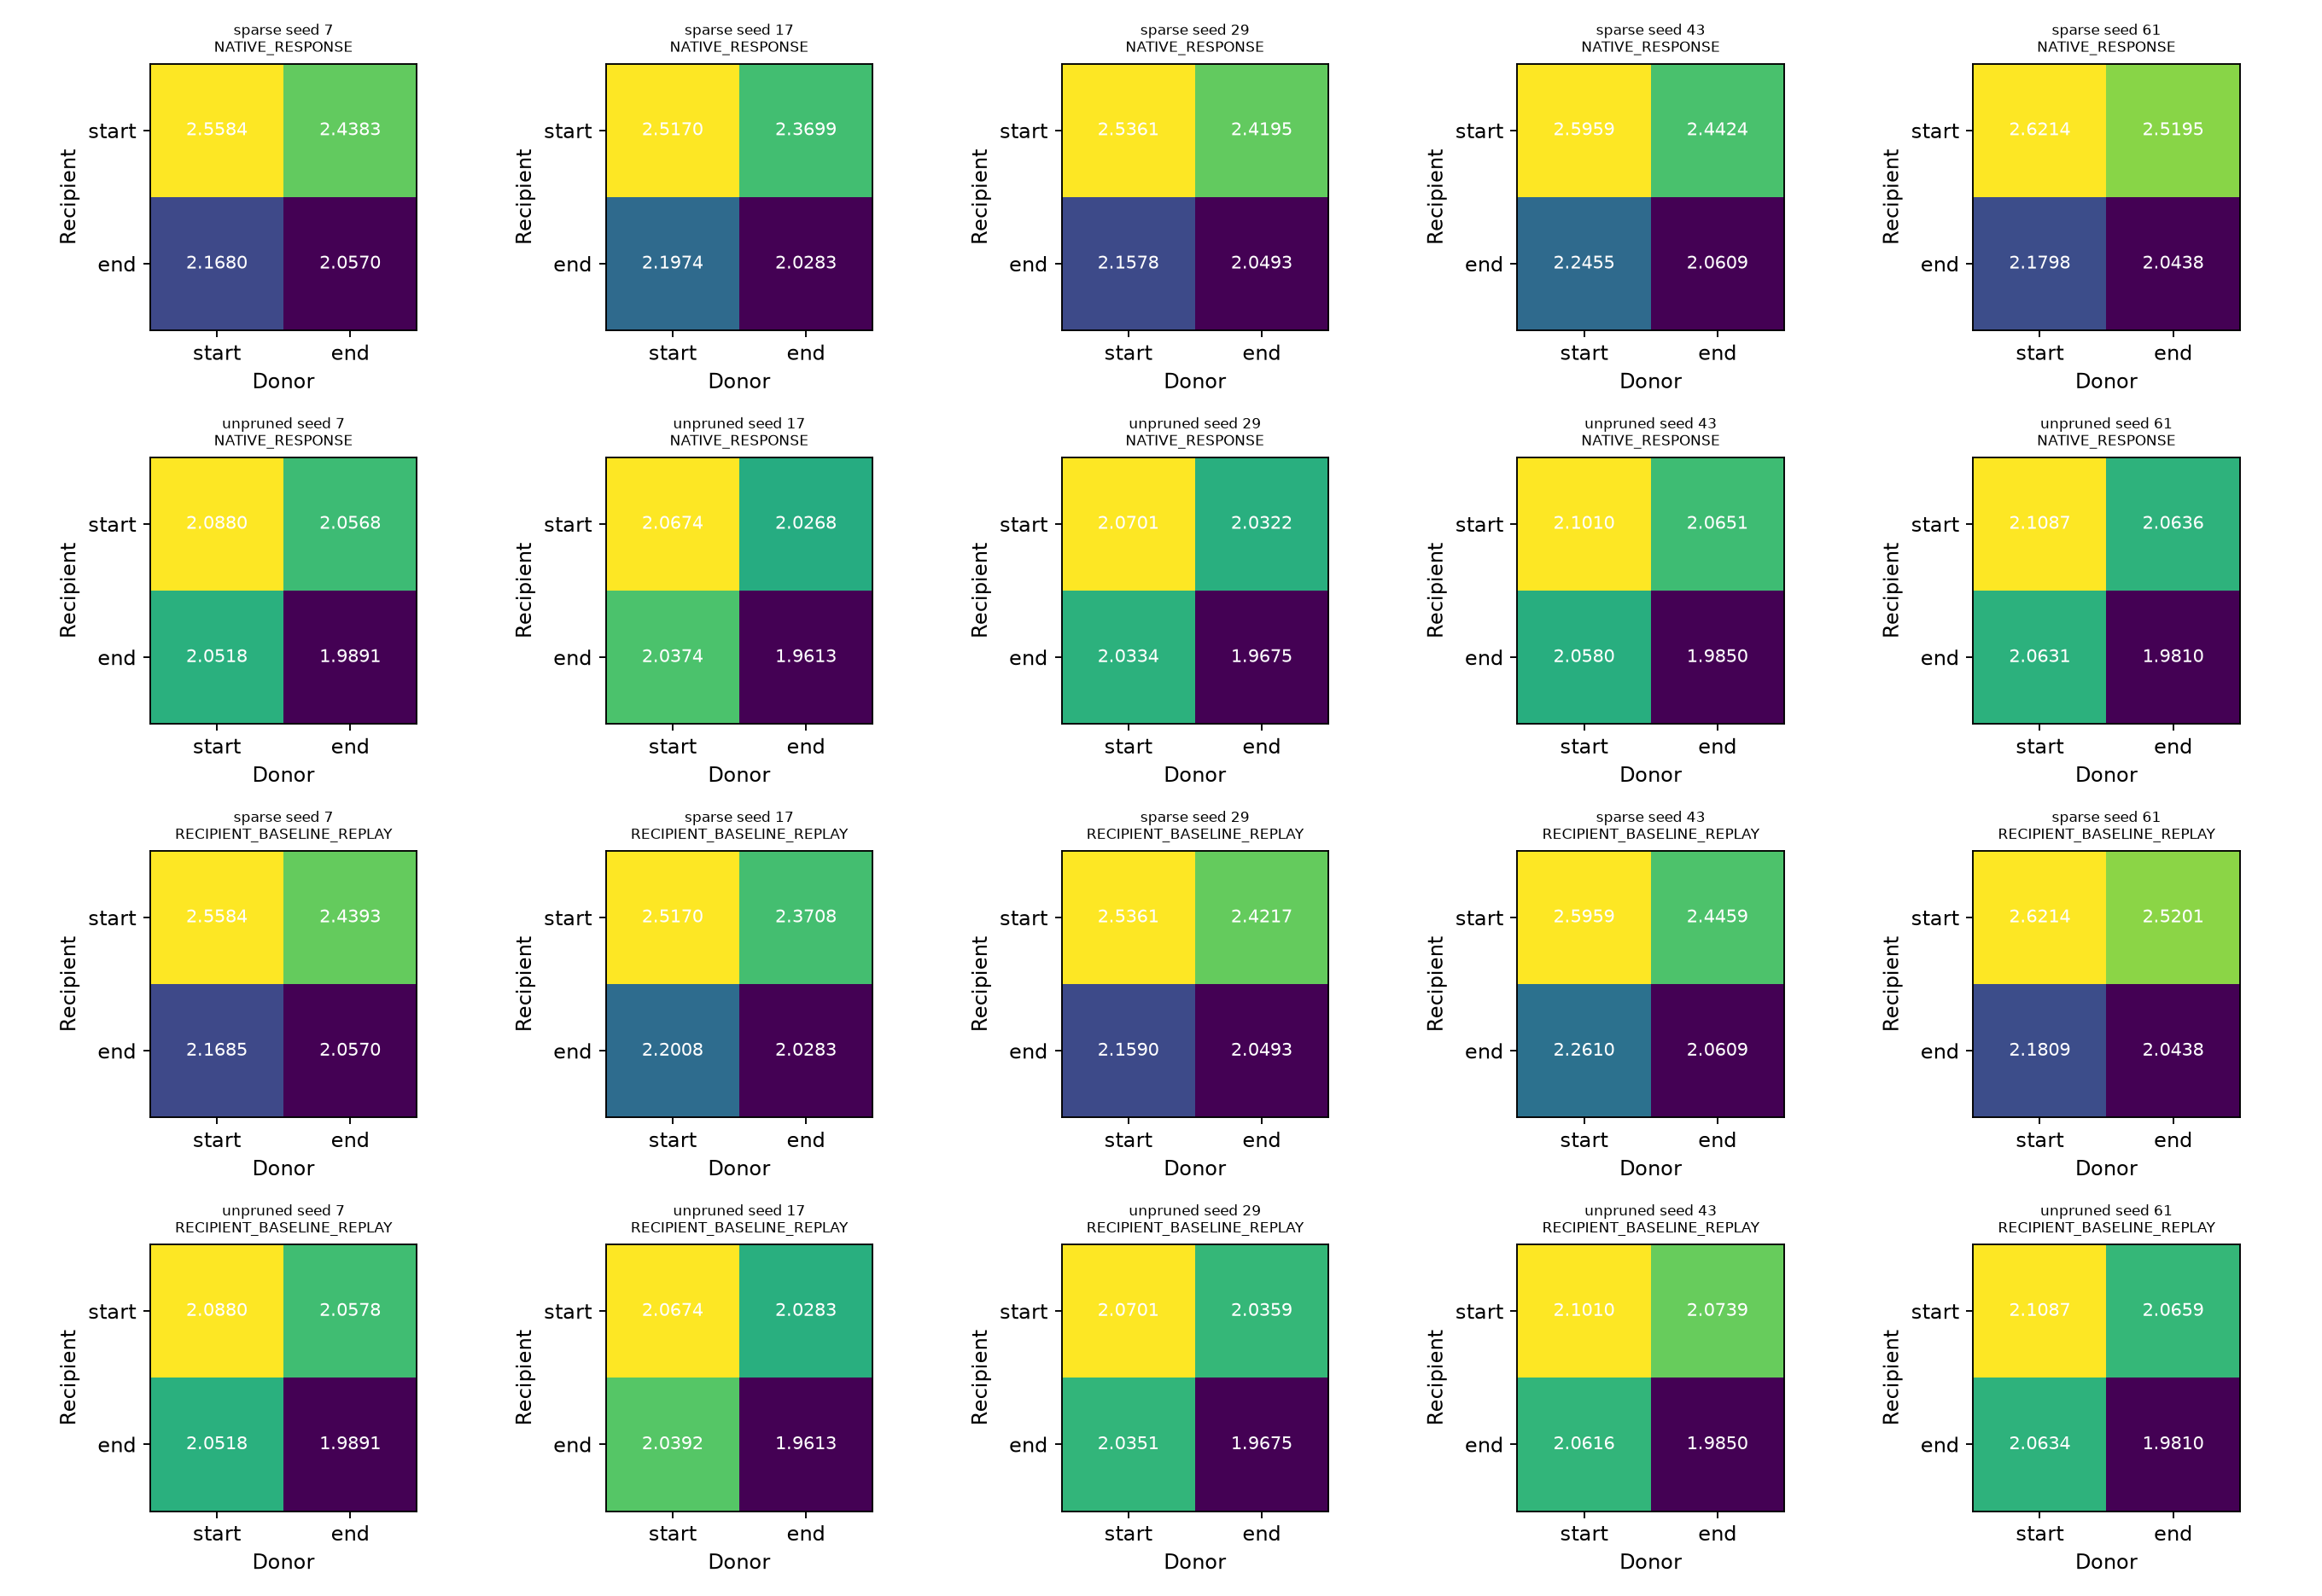 sparse seed 7
NATIVE_RESPONSE
sparse seed 17
NATIVE_RESPONSE
sparse seed 29
NATIVE_RESPONSE
sparse seed 43
NATIVE_RESPONSE
sparse seed 61
NATIVE_RESPONSE
Recipient
start
2.5584 2.4383
end
2.1680 2.0570
start end
Donor
Recipient
start
2.5170 2.3699
end
2.1974 2.0283
start end
Donor
Recipient
start
2.5361 2.4195
end
2.1578 2.0493
start end
Donor
Recipient
start
2.5959 2.4424
end
2.2455 2.0609
start end
Donor
Recipient
start
2.6214 2.5195
end
2.1798 2.0438
start end
Donor
unpruned seed 7
NATIVE_RESPONSE
unpruned seed 17
NATIVE_RESPONSE
unpruned seed 29
NATIVE_RESPONSE
unpruned seed 43
NATIVE_RESPONSE
unpruned seed 61
NATIVE_RESPONSE
Recipient
start
2.0880 2.0568
end
2.0518 1.9891
start end
Donor
Recipient
start
2.0674 2.0268
end
2.0374 1.9613
start end
Donor
Recipient
start
2.0701 2.0322
end
2.0334 1.9675
start end
Donor
Recipient
start
2.1010 2.0651
end
2.0580 1.9850
start end
Donor
Recipient
start
2.1087 2.0636
end
2.0631 1.9810
start end
Donor
sparse seed 7
RECIPIENT_BASELINE_REPLAY
sparse seed 17
RECIPIENT_BASELINE_REPLAY
sparse seed 29
RECIPIENT_BASELINE_REPLAY
sparse seed 43
RECIPIENT_BASELINE_REPLAY
sparse seed 61
RECIPIENT_BASELINE_REPLAY
Recipient
start
2.5584 2.4393
end
2.1685 2.0570
start end
Donor
Recipient
start
2.5170 2.3708
end
2.2008 2.0283
start end
Donor
Recipient
start
2.5361 2.4217
end
2.1590 2.0493
start end
Donor
Recipient
start
2.5959 2.4459
end
2.2610 2.0609
start end
Donor
Recipient
start
2.6214 2.5201
end
2.1809 2.0438
start end
Donor
unpruned seed 7
RECIPIENT_BASELINE_REPLAY
unpruned seed 17
RECIPIENT_BASELINE_REPLAY
unpruned seed 29
RECIPIENT_BASELINE_REPLAY
unpruned seed 43
RECIPIENT_BASELINE_REPLAY
unpruned seed 61
RECIPIENT_BASELINE_REPLAY
Recipient
start
2.0880 2.0578
end
2.0518 1.9891
start end
Donor
Recipient
start
2.0674 2.0283
end
2.0392 1.9613
start end
Donor
Recipient
start
2.0701 2.0359
end
2.0351 1.9675
start end
Donor
Recipient
start
2.1010 2.0739
end
2.0616 1.9850
start end
Donor
Recipient
start
2.1087 2.0659
end
2.0634 1.9810
start end
Donor